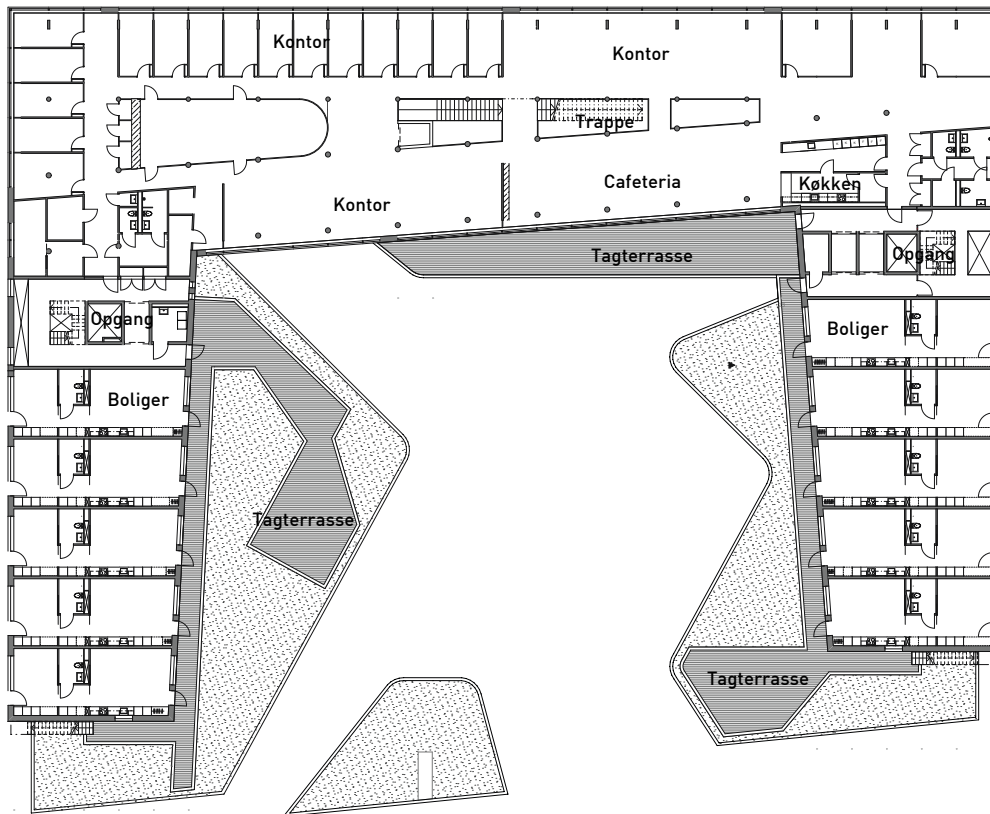 Kontor
Kontor
Trappe
Cafeteria
Køkken
Kontor
Tagterrasse
Opgang
Opgang
Boliger
Boliger
Tagterrasse
Tagterrasse